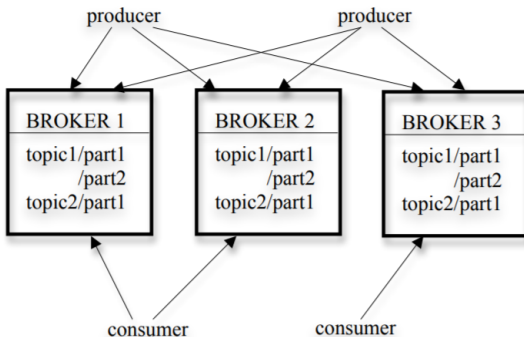 producer producer
BROKER 1 BROKER 2 BROKER 3
topic1/part1 topic1/part1 topic1/part1
/part2 /part2 /part2
topic2/part1 topic2/part1 topic2/part1
consumer consumer